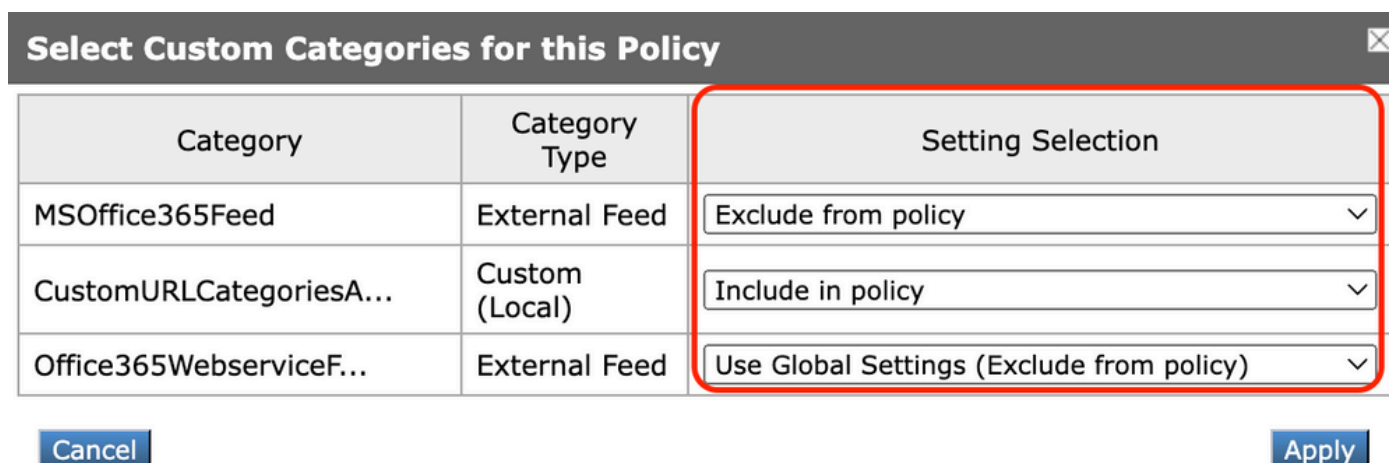 Select Custom Categories for this Policy
Category
Category
Type
Setting Selection
MSOffice365Feed
External Feed
Exclude from policy
CustomURLCategoriesA...
Custom
(Local)
Include in policy
Office365WebserviceF...
External Feed
Use Global Settings (Exclude from policy)
Cancel
Apply